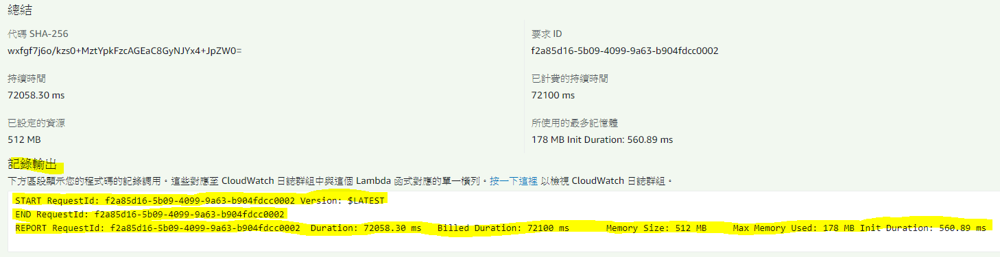 總結
代碼 SHA-256
wxfgf7j6o/kzs0+MztYpkFzcAGEaC8GyNJYx4+JpZW0=
要求 ID
f2a85d16-5b09-4099-9a63-b904fdcc0002
持續時間
72058.30 ms
已計費的持續時間
72100 ms
已設定的資源
512 MB
所使用的最多記憶體
178 MB Init Duration: 560.89 ms
記錄輸出
下方區段顯示您的程式碼的記錄調用。這些對應至 CloudWatch 日誌群組中與這個 Lambda 函式對應的單一橫列。按一下這裡 以檢視 CloudWatch 日誌群組。
START RequestId: f2a85d16-5b09-4099-9a63-b904fdcc0002 Version: $LATEST
END RequestId: f2a85d16-5b09-4099-9a63-b904fdcc0002
REPORT RequestId: f2a85d16-5b09-4099-9a63-b904fdcc0002 Duration: 72058.30 ms Billed Duration: 72100 ms Memory Size: 512 MB Max Memory Used: 178 MB Init Duration: 560.89 ms